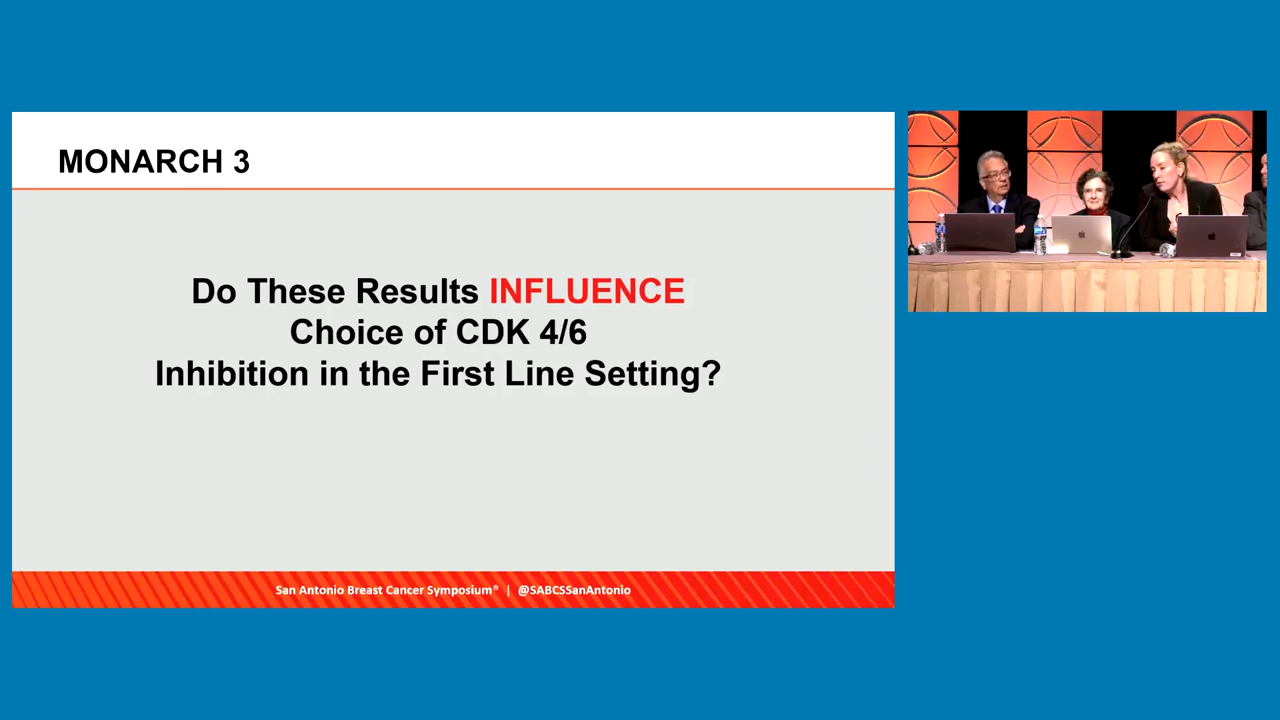 MONARCH 3
Do These Results INFLUENCE
Choice of CDK 4/6
Inhibition in the First Line Setting?
San Antonio Breast Cancer Symposium® | @SABCSSanAntonio